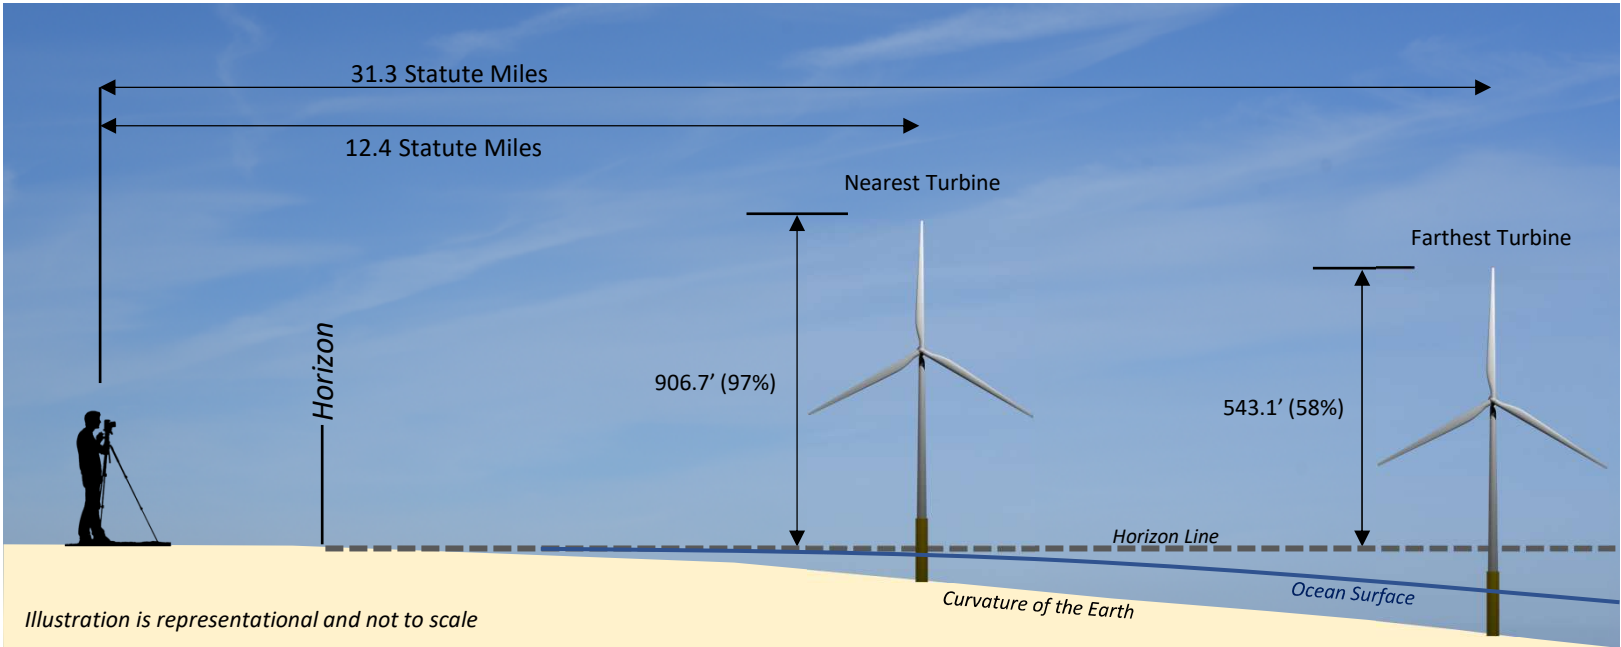 31.3 Statute Miles
12.4 Statute Miles
Nearest Turbine
Farthest Turbine
Horizon
906.7’ (97%)
543.1’ (58%)
Horizon Line
Ocean Surface
Curvature of the Earth
Illustration is representational and not to scale